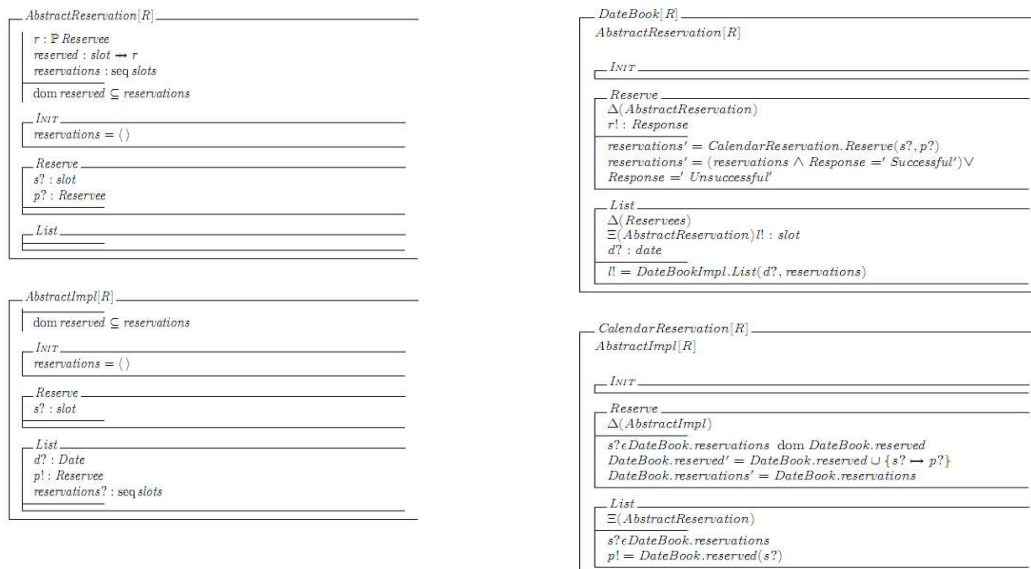 AbstractReservation[R]
r : ℙ Reservee
reserved : slot ⇸ r
reservations : seq slots
dom reserved ⊆ reservations
INIT
reservations = ⟨ ⟩
Reserve
s? : slot
p? : Reservee
List
AbstractImpl[R]
dom reserved ⊆ reservations
INIT
reservations = ⟨ ⟩
Reserve
s? : slot
List
d? : Date
p! : Reservee
reservations? : seq slots
DateBook[R]
AbstractReservation[R]
INIT
Reserve
Δ(AbstractReservation)
r! : Response
reservations′ = CalendarReservation.Reserve(s?, p?)
reservations′ = (reservations ∧ Response =′ Successful′)∨
Response =′ Unsuccessful′
List
Δ(Reservees)
Ξ(AbstractReservation)l! : slot
d? : date
l! = DateBookImpl.List(d?, reservations)
CalendarReservation[R]
AbstractImpl[R]
INIT
Reserve
Δ(AbstractImpl)
s?ϵDateBook.reservations dom DateBook.reserved
DateBook.reserved′ = DateBook.reserved ∪ {s? ↦ p?}
DateBook.reservations′ = DateBook.reservations
List
Ξ(AbstractReservation)
s?ϵDateBook.reservations
p! = DateBook.reserved(s?)